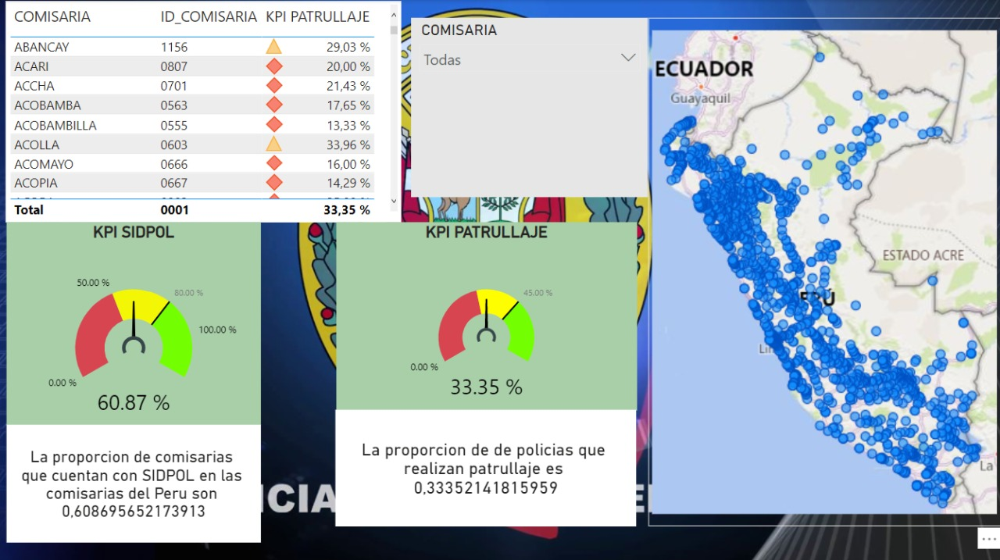 COMISARIA ID_COMISARIA KPI PATRULLAJE
ABANCAY 1156 29,03 %
ACARI 0807 20,00 %
ACCHA 0701 21,43 %
ACOBAMBA 0563 17,65 %
ACOBAMBILLA 0555 13,33 %
ACOLLA 0603 33,96 %
ACOMAYO 0666 16,00 %
ACOPIA 0667 14,29 %
Total 0001 33,35 %
COMISARIA
Todas
KPI SIDPOL
50.00 %
80.00 %
100.00 %
0.00 %
60.87 %
La proporcion de comisarias
que cuentan con SIDPOL en las
comisarias del Peru son
0,608695652173913
KPI PATRULLAJE
45.00 %
0.00 %
33.35 %
La proporcion de de policias que
realizan patrullaje es
0,33352141815959
ICIA
ECUADOR
Guayaquil
ESTADO ACRE
La